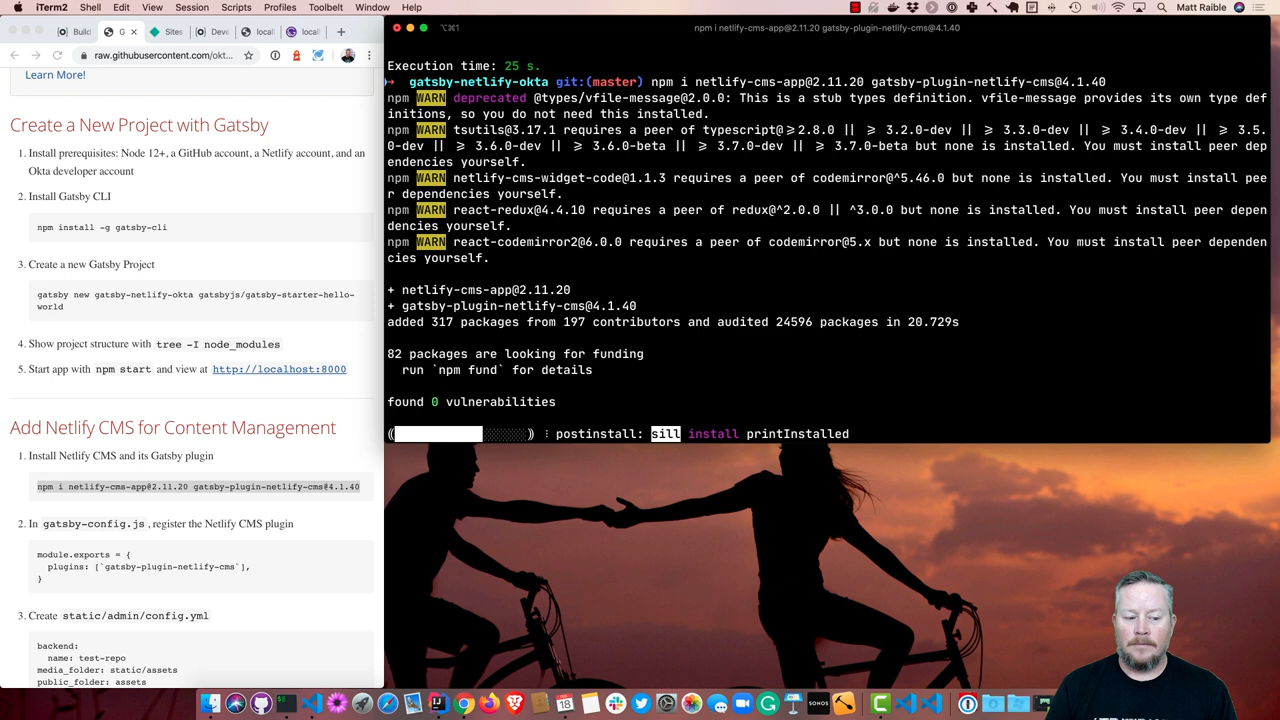 iTerm2 Shell Edit View Session Scripts Profiles Toolbelt Window Help
Matt Raible
Build
G
Sites
Dev
local
local
raw.githubusercontent.com/okt...
Learn More!
Create a New Project with Gatsby
1. Install prerequisites: Node 12+, a GitHub account, a Netlify account, and an
Okta developer account
2. Install Gatsby CLI
npm install -g gatsby-cli
3. Create a new Gatsby Project
gatsby new gatsby-netlify-okta gatsbyjs/gatsby-starter-hello-
world
4. Show project structure with tree -I node_modules
5. Start app with npm start and view at http://localhost:8000
Add Netlify CMS for Content Management
1. Install Netlify CMS and its Gatsby plugin
npm i netlify-cms-app@2.11.20 gatsby-plugin-netlify-cms@4.1.40
2. In gatsby-config.js, register the Netlify CMS plugin
module.exports = {
plugins: [`gatsby-plugin-netlify-cms`],
}
3. Create static/admin/config.yml
backend:
name: test-repo
media_folder: static/assets
public_folder: assets
⌥⌘1
npm i netlify-cms-app@2.11.20 gatsby-plugin-netlify-cms@4.1.40
Execution time: 25 s.
→ gatsby-netlify-okta git:(master) npm i netlify-cms-app@2.11.20 gatsby-plugin-netlify-cms@4.1.40
npm WARN deprecated @types/vfile-message@2.0.0: This is a stub types definition. vfile-message provides its own type def
initions, so you do not need this installed.
npm WARN tsutils@3.17.1 requires a peer of typescript@>=2.8.0 || >= 3.2.0-dev || >= 3.3.0-dev || >= 3.4.0-dev || >= 3.5.
0-dev || >= 3.6.0-dev || >= 3.6.0-beta || >= 3.7.0-dev || >= 3.7.0-beta but none is installed. You must install peer dep
endencies yourself.
npm WARN netlify-cms-widget-code@1.1.3 requires a peer of codemirror@^5.46.0 but none is installed. You must install pee
r dependencies yourself.
npm WARN react-redux@4.4.10 requires a peer of redux@^2.0.0 || ^3.0.0 but none is installed. You must install peer depen
dencies yourself.
npm WARN react-codemirror2@6.0.0 requires a peer of codemirror@5.x but none is installed. You must install peer dependen
cies yourself.
+ netlify-cms-app@2.11.20
+ gatsby-plugin-netlify-cms@4.1.40
added 317 packages from 197 contributors and audited 24596 packages in 20.729s
82 packages are looking for funding
run `npm fund` for details
found 0 vulnerabilities
postinstall: sill install printInstalled
18
SONOS